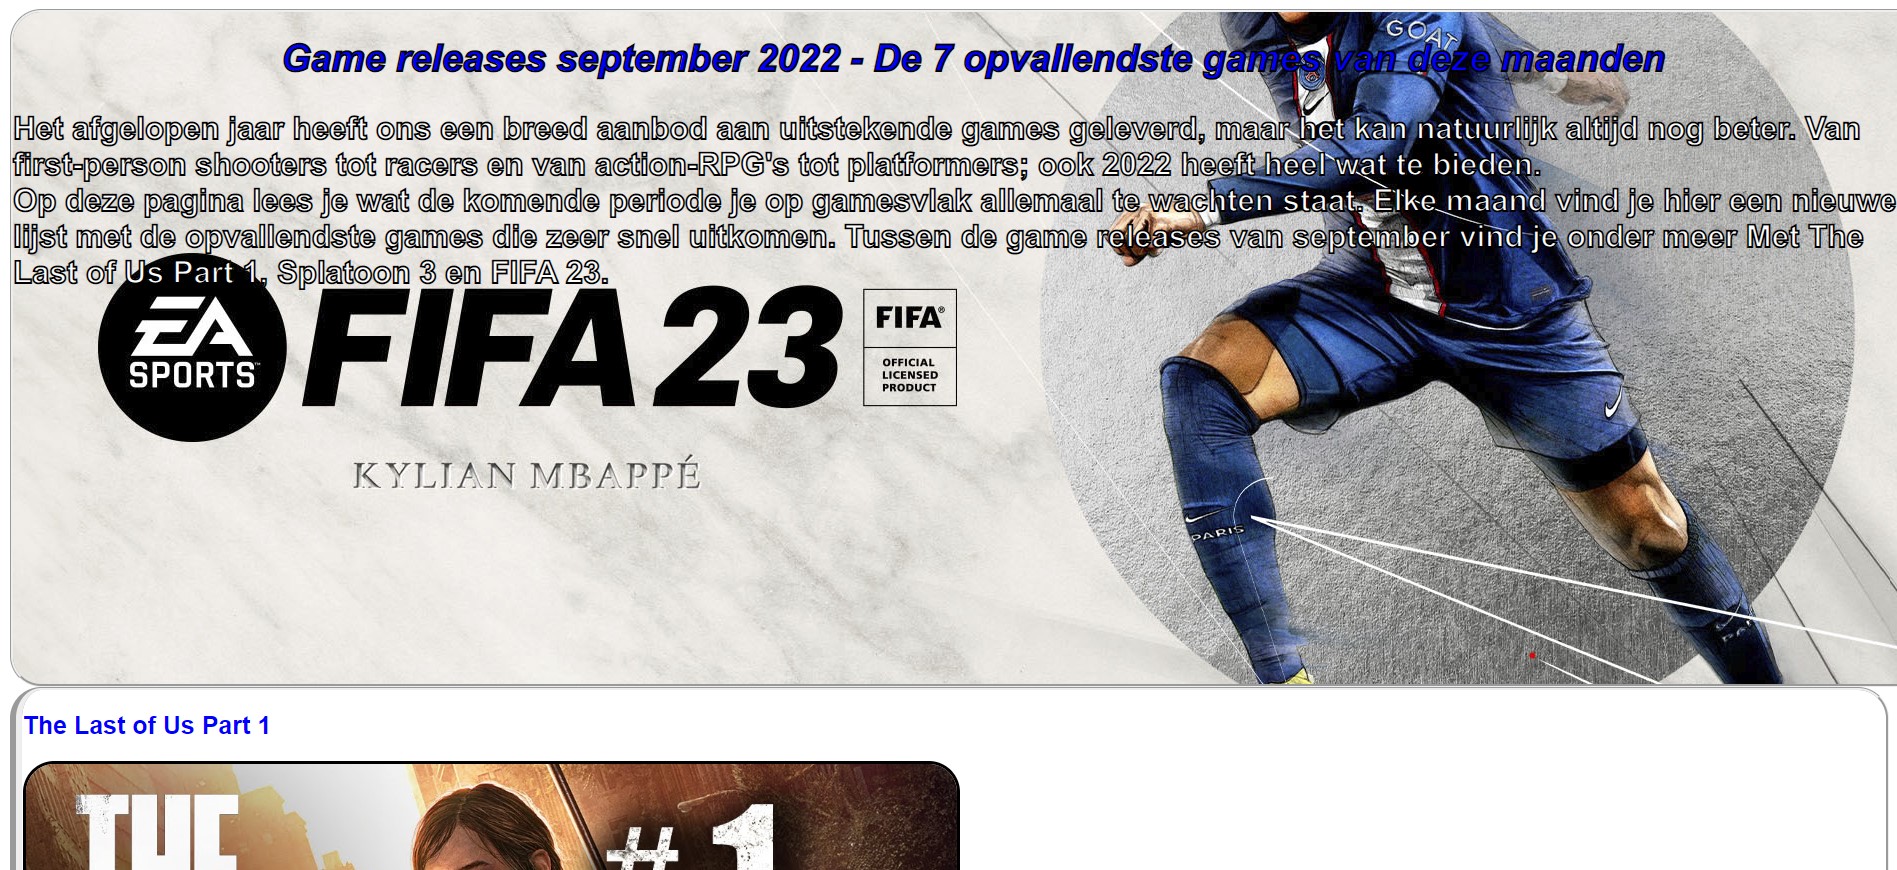 Game releases september 2022 - De 7 opvallendste games van deze maanden
Het afgelopen jaar heeft ons een breed aanbod aan uitstekende games geleverd, maar het kan natuurlijk altijd nog beter. Van
first-person shooters tot racers en van action-RPG's tot platformers; ook 2022 heeft heel wat te bieden.
Op deze pagina lees je wat de komende periode je op gamesvlak allemaal te wachten staat. Elke maand vind je hier een nieuwe
lijst met de opvallendste games die zeer snel uitkomen. Tussen de game releases van september vind je onder meer Met The
Last of Us Part 1, Splatoon 3 en FIFA 23.
GOAT
EA
SPORTS™
FIFA 23
FIFA®
OFFICIAL
LICENSED
PRODUCT
KYLIAN MBAPPÉ
PARIS
The Last of Us Part 1
THE
#1